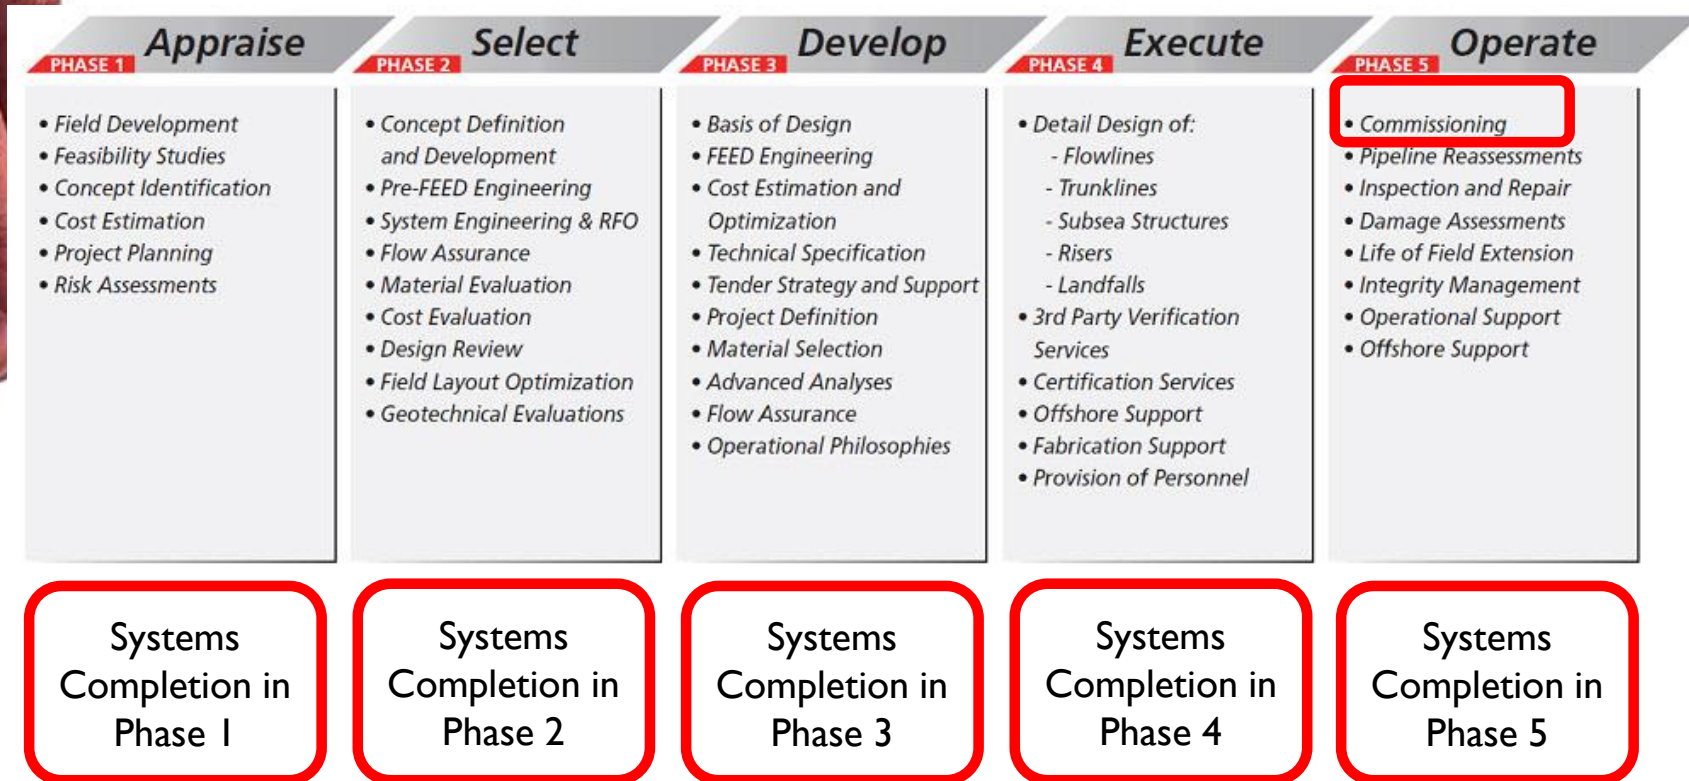 Appraise
PHASE 1
• Field Development
• Feasibility Studies
• Concept Identification
• Cost Estimation
• Project Planning
• Risk Assessments
Select
PHASE 2
• Concept Definition
and Development
• Pre-FEED Engineering
• System Engineering & RFO
• Flow Assurance
• Material Evaluation
• Cost Evaluation
• Design Review
• Field Layout Optimization
• Geotechnical Evaluations
Develop
PHASE 3
• Basis of Design
• FEED Engineering
• Cost Estimation and
Optimization
• Technical Specification
• Tender Strategy and Support
• Project Definition
• Material Selection
• Advanced Analyses
• Flow Assurance
• Operational Philosophies
Execute
PHASE 4
• Detail Design of:
- Flowlines
- Trunklines
- Subsea Structures
- Risers
- Landfalls
• 3rd Party Verification
Services
• Certification Services
• Offshore Support
• Fabrication Support
• Provision of Personnel
Operate
PHASE 5
• Commissioning
• Pipeline Reassessments
• Inspection and Repair
• Damage Assessments
• Life of Field Extension
• Integrity Management
• Operational Support
• Offshore Support
Systems
Completion in
Phase 1
Systems
Completion in
Phase 2
Systems
Completion in
Phase 3
Systems
Completion in
Phase 4
Systems
Completion in
Phase 5